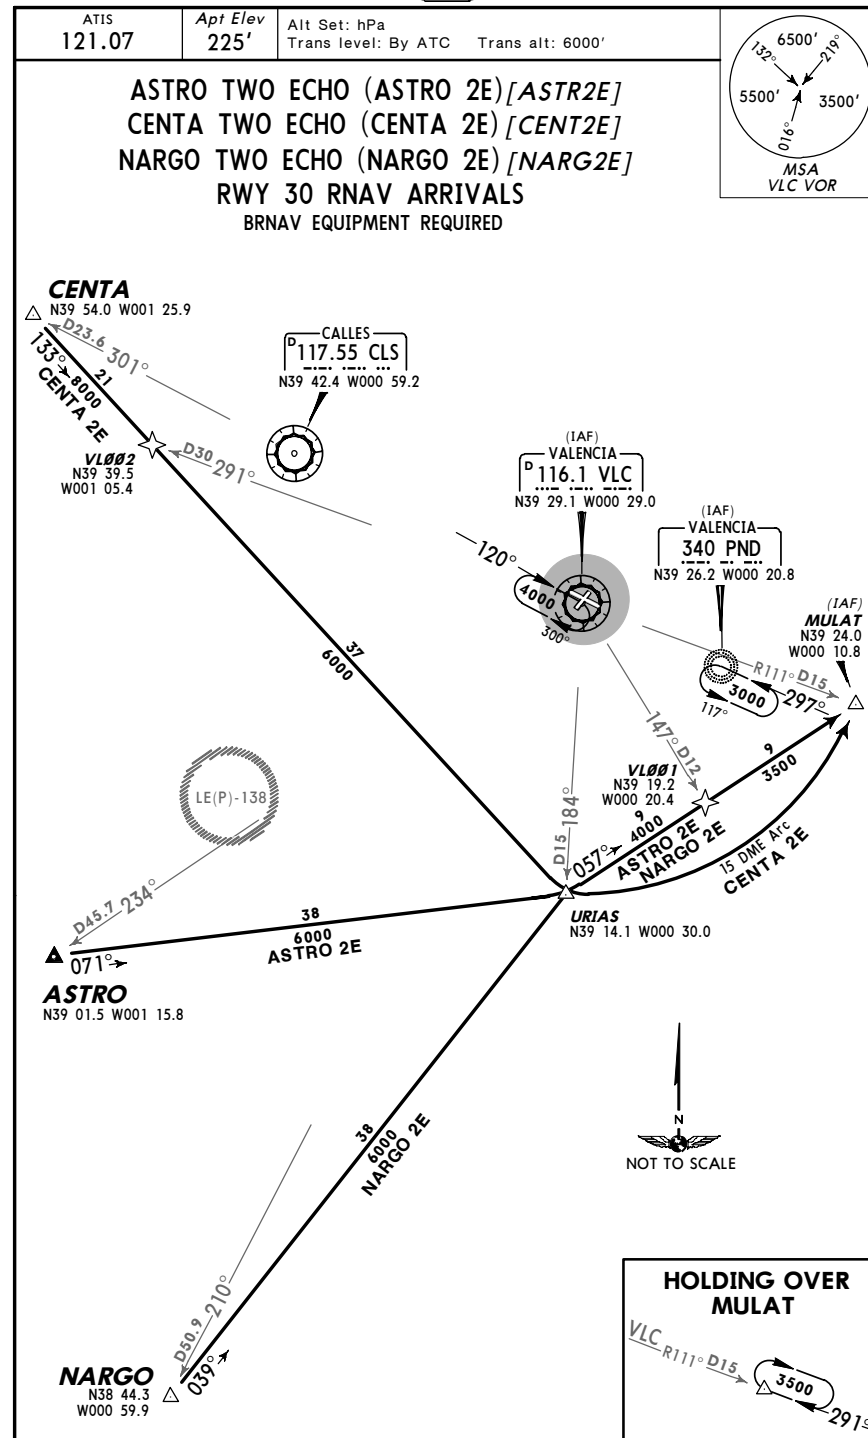 ATIS
121.07
Apt Elev
225'
Alt Set: hPa
Trans level: By ATC Trans alt: 6000'
6500'
132°
219°
5500'
3500'
016°
MSA
VLC VOR
ASTRO TWO ECHO (ASTRO 2E) [ASTR2E]
CENTA TWO ECHO (CENTA 2E) [CENT2E]
NARGO TWO ECHO (NARGO 2E) [NARG2E]
RWY 30 RNAV ARRIVALS
BRNAV EQUIPMENT REQUIRED
CENTA
N39 54.0 W001 25.9
D23.6 301°
133°
21
8000
CENTA 2E
CALLES
D 117.55 CLS
N39 42.4 W000 59.2
VLØØ2
N39 39.5
W001 05.4
D30 291°
(IAF)
VALENCIA
D 116.1 VLC
N39 29.1 W000 29.0
(IAF)
VALENCIA
340 PND
N39 26.2 W000 20.8
(IAF)
MULAT
N39 24.0
W000 10.8
120°
4000
300°
R111° D15
3000
297°
117°
37
6000
147° D12
VLØØ1
N39 19.2
W000 20.4
9
3500
LE(P)-138
D15 184°
9
4000
057°
ASTRO 2E
NARGO 2E
15 DME Arc
CENTA 2E
D45.7 234°
38
6000
ASTRO 2E
URIAS
N39 14.1 W000 30.0
071°
ASTRO
N39 01.5 W001 15.8
N
NOT TO SCALE
38
6000
NARGO 2E
D50.9 210°
039°
NARGO
N38 44.3
W000 59.9
HOLDING OVER
MULAT
VLC
R111° D15
3500
291°